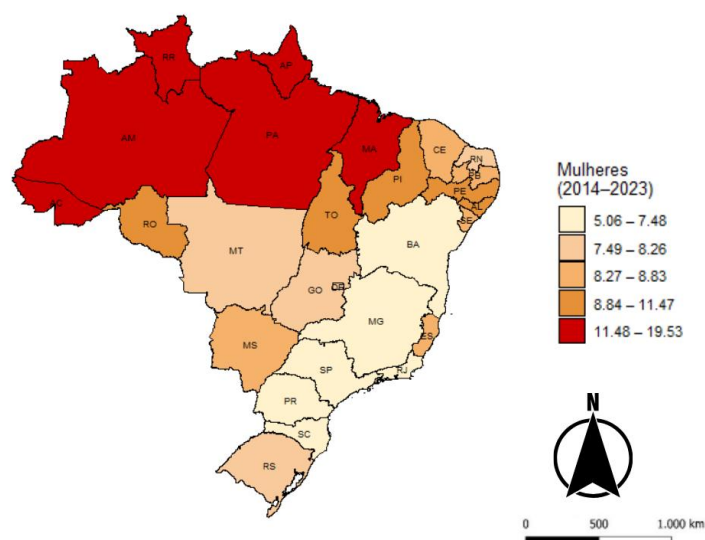 RR
AP
AM
PA
MA
CE
RN
PB
PI
PE
AL
SE
AC
RO
TO
BA
MT
GO
DF
MG
MS
ES
SP
RJ
PR
SC
RS
Mulheres
(2014–2023)
5.06 – 7.48
7.49 – 8.26
8.27 – 8.83
8.84 – 11.47
11.48 – 19.53
N
0 500 1.000 km